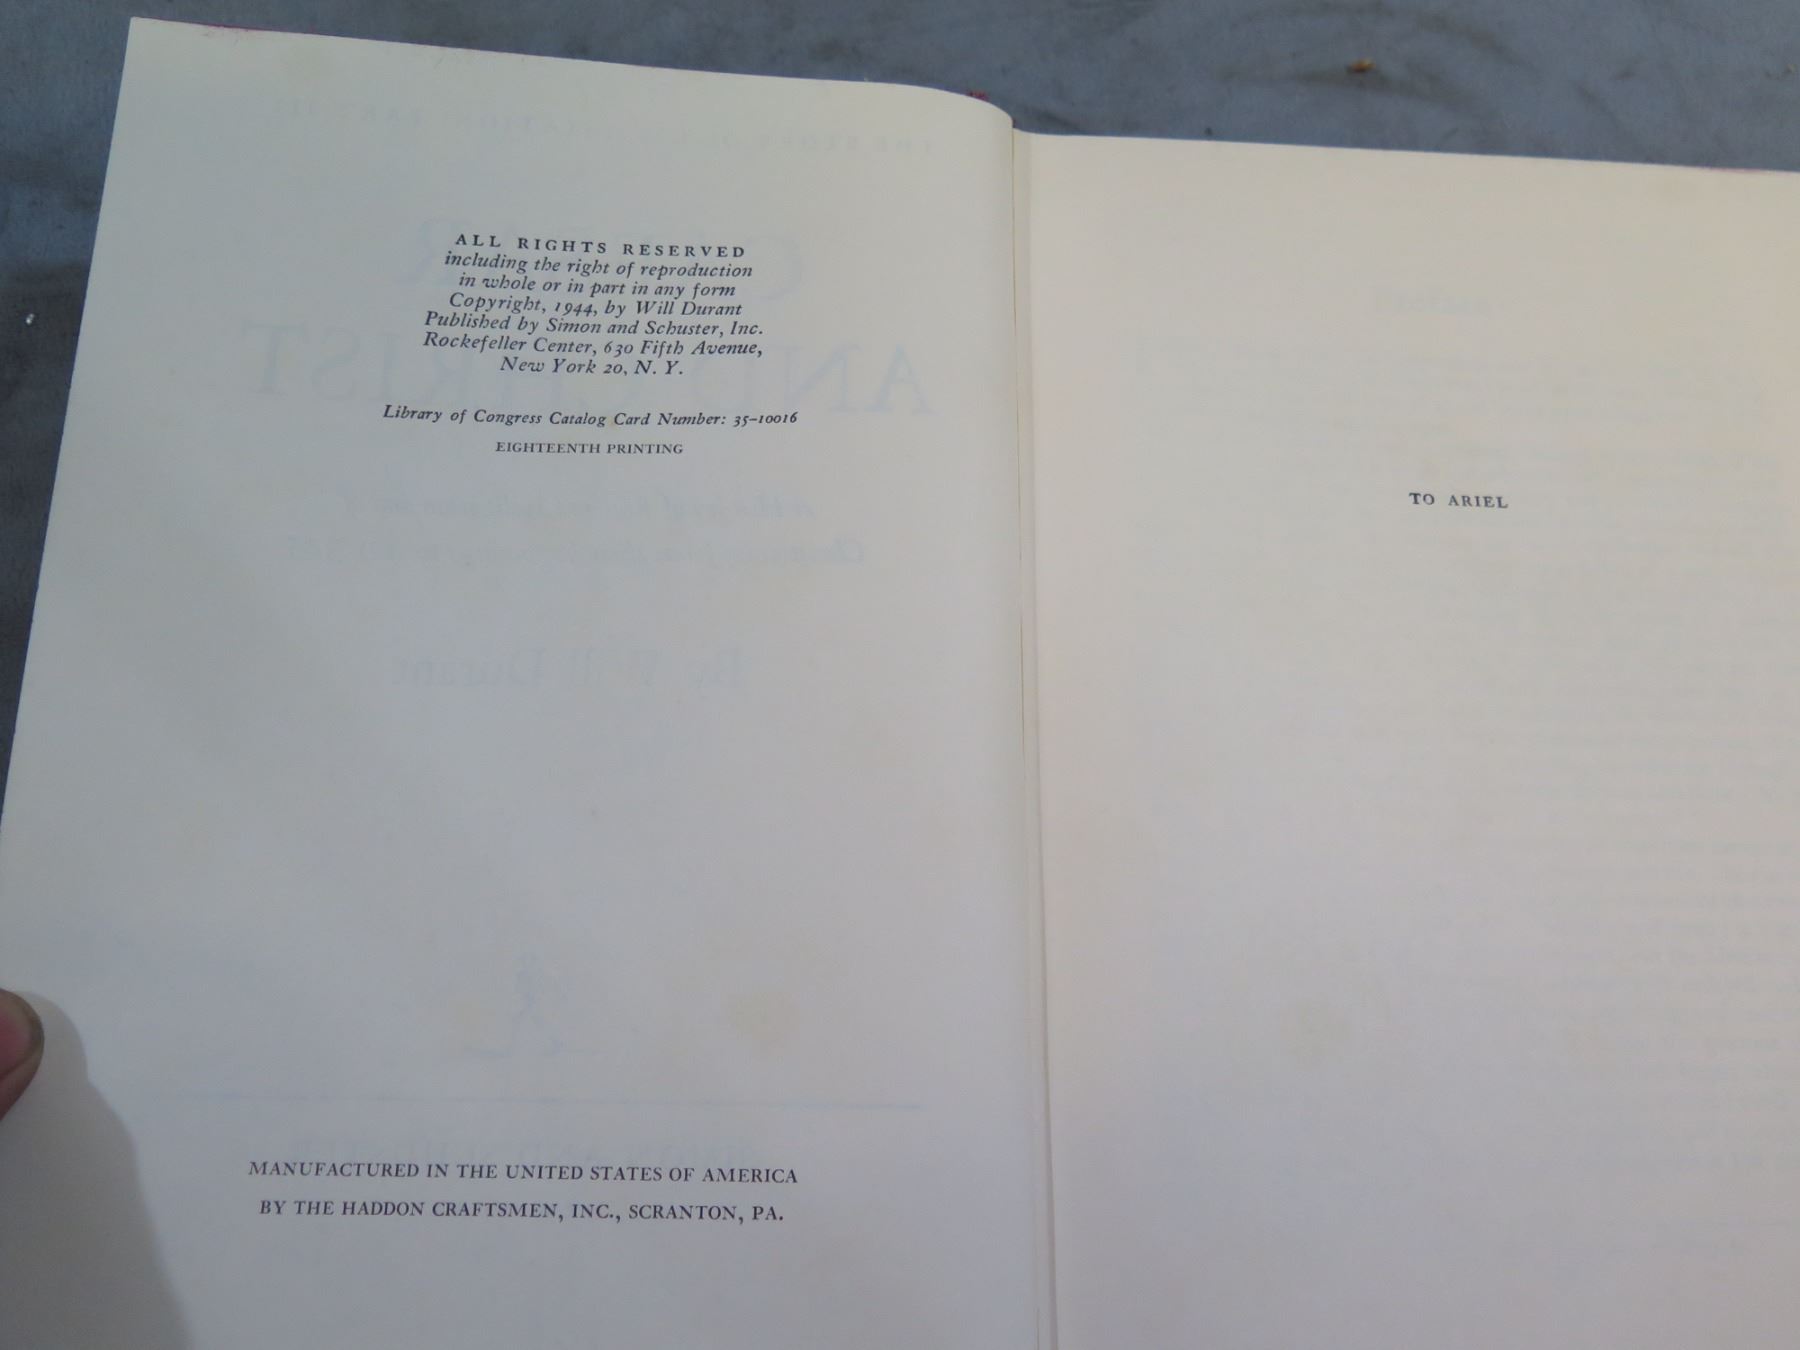 ALL RIGHTS RESERVED
including the right of reproduction
in whole or in part in any form
Copyright, 1944, by Will Durant
Published by Simon and Schuster, Inc.
Rockefeller Center, 630 Fifth Avenue,
New York 20, N. Y.
Library of Congress Catalog Card Number: 35-10016
EIGHTEENTH PRINTING
MANUFACTURED IN THE UNITED STATES OF AMERICA
BY THE HADDON CRAFTSMEN, INC., SCRANTON, PA.
TO ARIEL